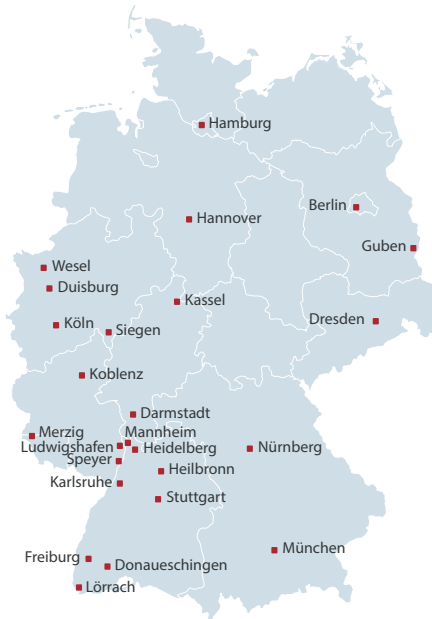 Hamburg
Berlin
Hannover
Guben
Wesel
Duisburg
Kassel
Dresden
Köln
Siegen
Koblenz
Darmstadt
Mannheim
Merzig
Ludwigshafen
Heidelberg
Nürnberg
Speyer
Heilbronn
Karlsruhe
Stuttgart
München
Freiburg
Donaueschingen
Lörrach